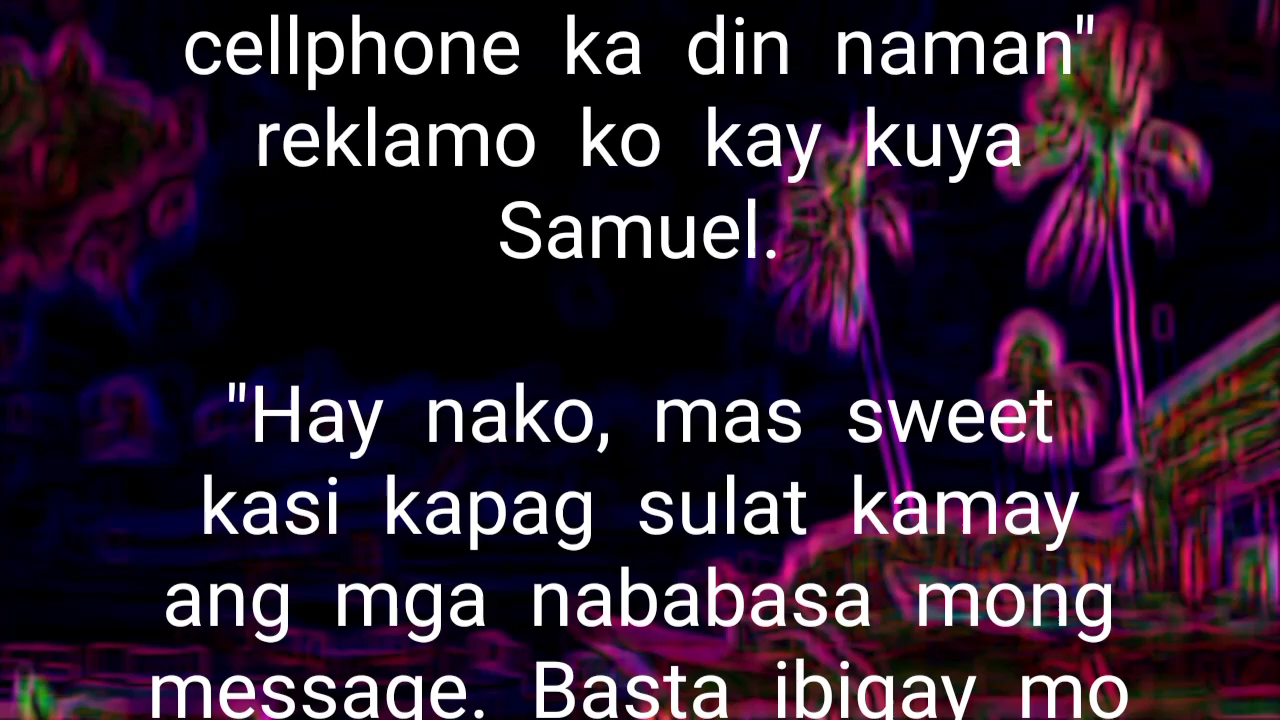 cellphone ka din naman"
reklamo ko kay kuya
Samuel.
"Hay nako, mas sweet
kasi kapag sulat kamay
ang mga nababasa mong
message. Basta ibigay mo